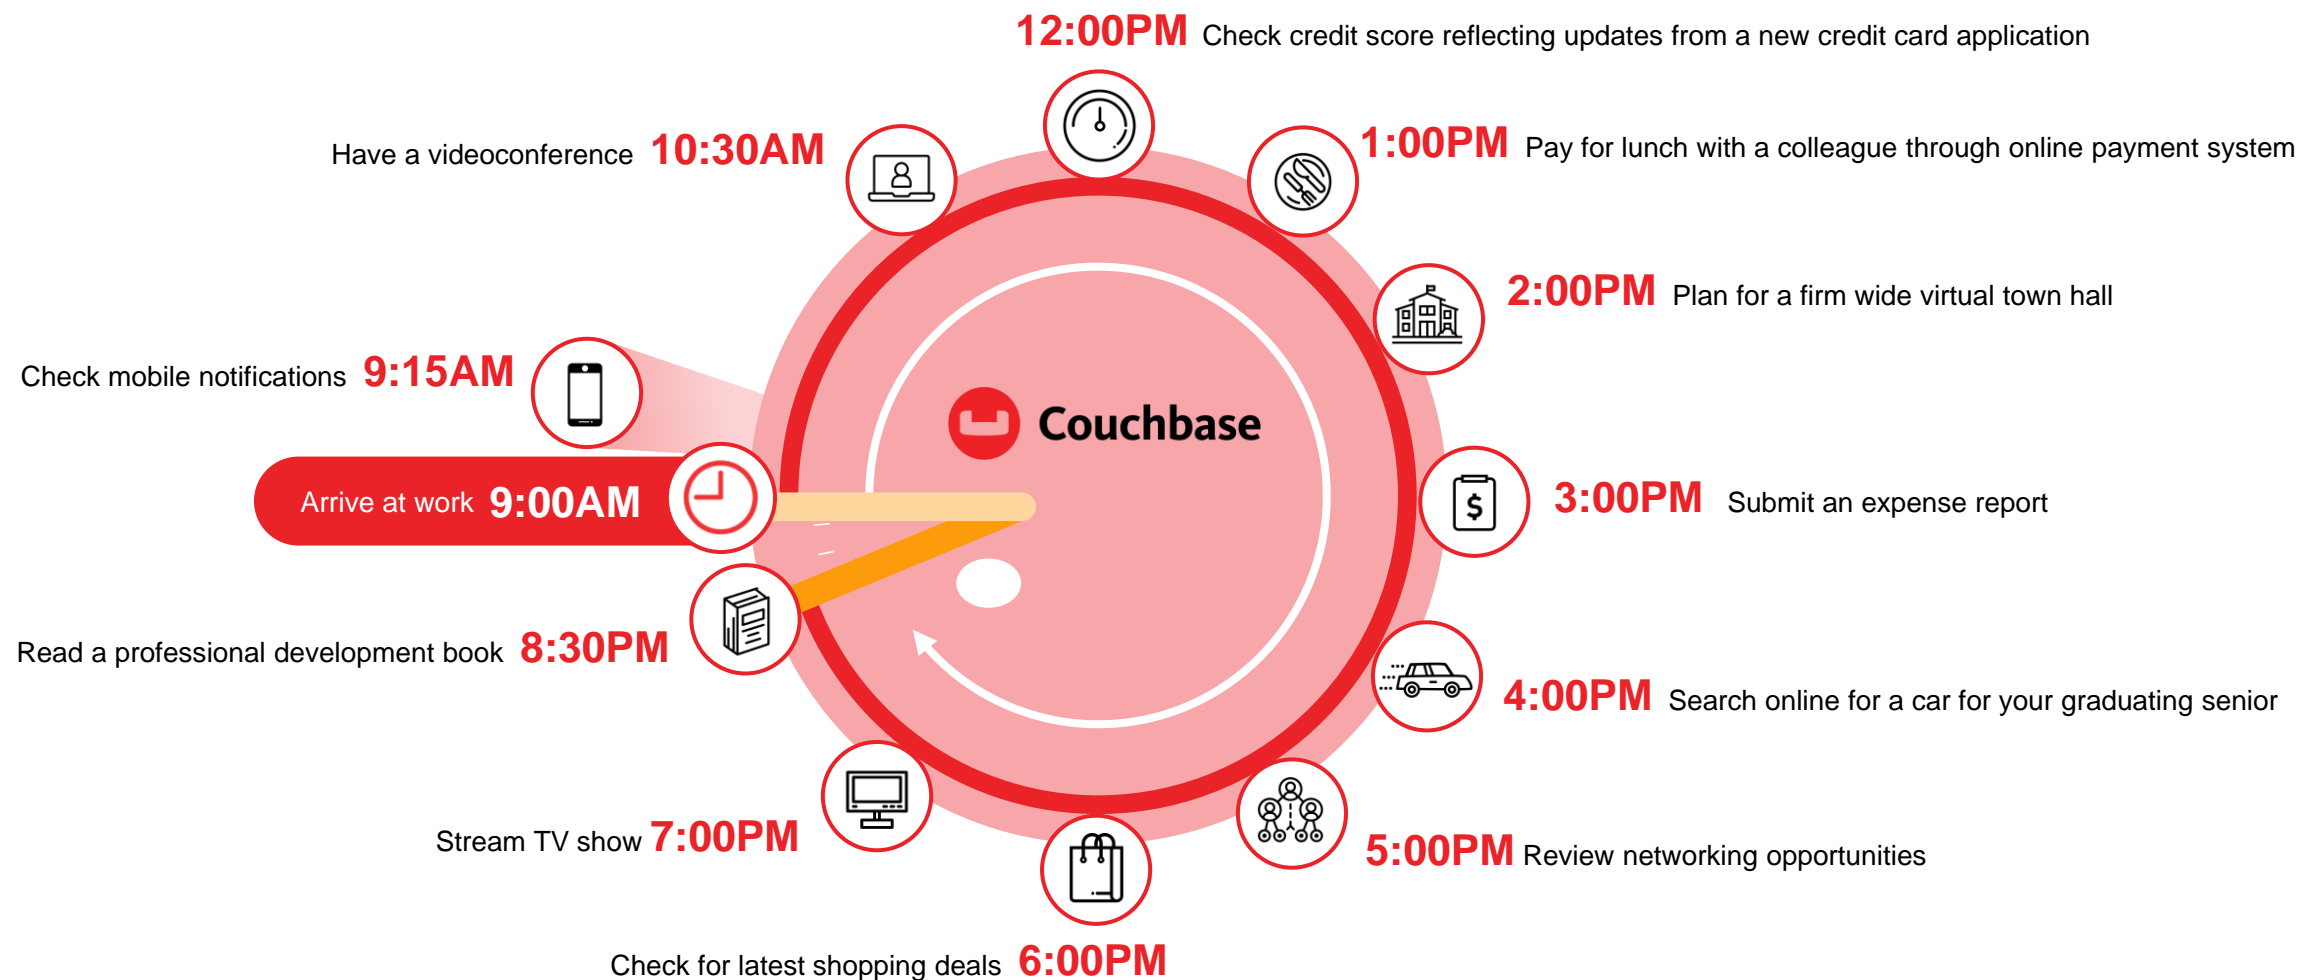 12:00PM Check credit score reflecting updates from a new credit card application
Have a videoconference 10:30AM
1:00PM Pay for lunch with a colleague through online payment system
2:00PM Plan for a firm wide virtual town hall
Check mobile notifications 9:15AM
Couchbase
Arrive at work 9:00AM
3:00PM Submit an expense report
$
Read a professional development book 8:30PM
4:00PM Search online for a car for your graduating senior
Stream TV show 7:00PM
5:00PM Review networking opportunities
Check for latest shopping deals 6:00PM